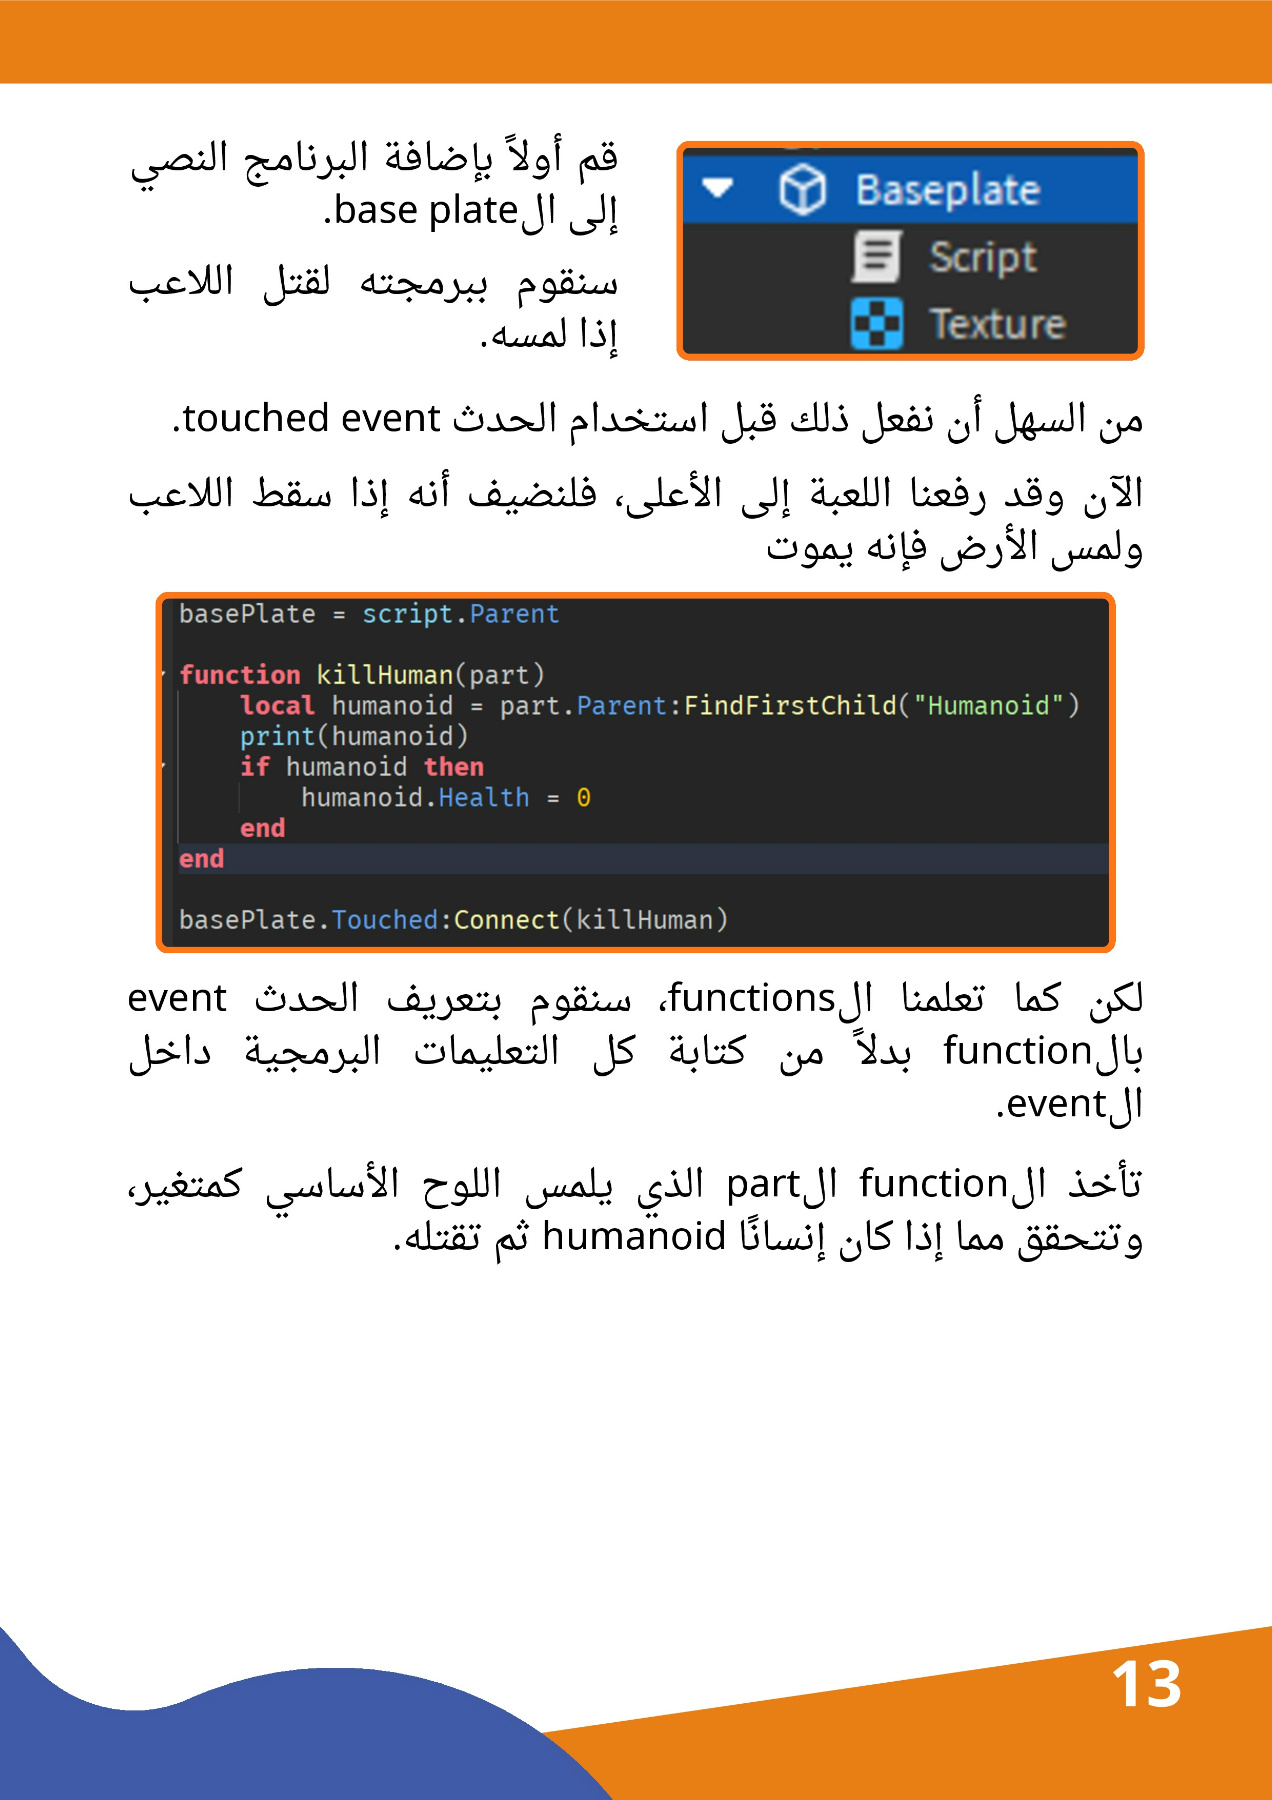 قم أولاً بإضافة البرنامج النصي
إلى الbase plate.
سنقوم ببرمجته لقتل اللاعب
إذا لمسه.
Baseplate
Script
Texture
من السهل أن نفعل ذلك قبل استخدام الحدث touched event.
الآن وقد رفعنا اللعبة إلى الأعلى، فلنضيف أنه إذا سقط اللاعب
ولمس الأرض فإنه يموت
basePlate = script.Parent
function killHuman(part)
local humanoid = part.Parent:FindFirstChild("Humanoid")
print(humanoid)
if humanoid then
humanoid.Health = 0
end
end
basePlate.Touched:Connect(killHuman)
لكن كما تعلمنا الfunctions، سنقوم بتعريف الحدث event
بالfunction بدلاً من كتابة كل التعليمات البرمجية داخل
الevent.
تأخذ الfunction الpart الذي يلمس اللوح الأساسي كمتغير،
وتتحقق مما إذا كان إنسانًا humanoid ثم تقتله.
13